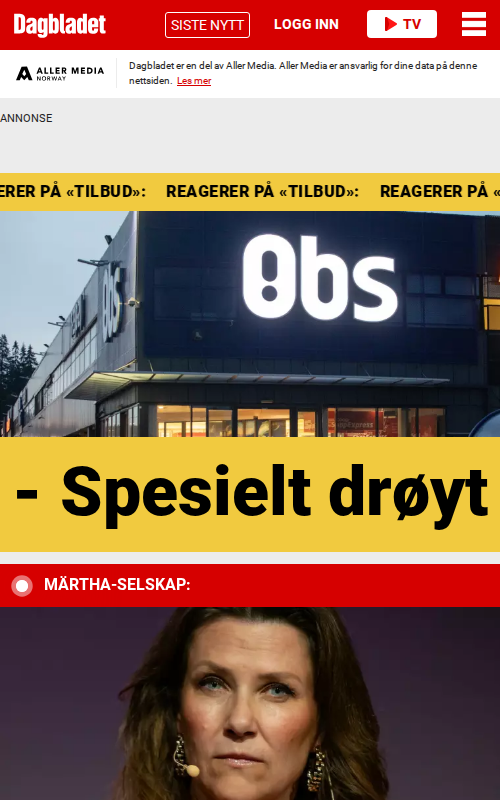 Dagbladet
SISTE NYTT
LOGG INN
TV
ALLER MEDIA
NORWAY
Dagbladet er en del av Aller Media. Aller Media er ansvarlig for dine data på denne
nettsiden. Les mer
ANNONSE
ERER PÅ «TILBUD»: REAGERER PÅ «TILBUD»: REAGERER PÅ «
Obs
Obs
- Spesielt drøyt
MÄRTHA-SELSKAP: